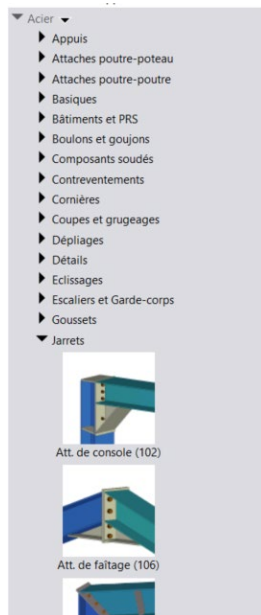 Acier
Appuis
Attaches poutre-poteau
Attaches poutre-poutre
Basiques
Bâtiments et PRS
Boulons et goujons
Composants soudés
Contreventements
Cornières
Coupes et grugeages
Dépliages
Détails
Eclissages
Escaliers et Garde-corps
Goussets
Jarrets
Att. de console (102)
Att. de faîtage (106)